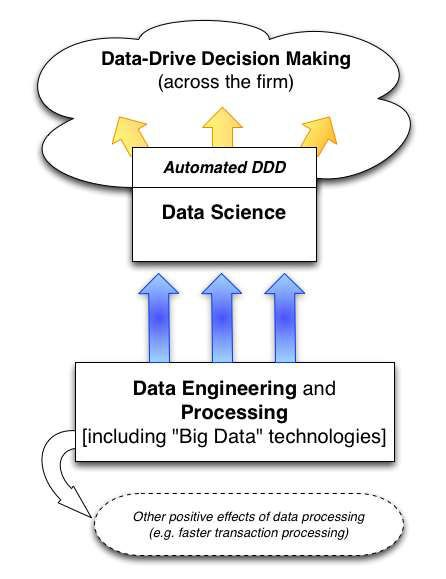 Data-Drive Decision Making
(across the firm)
Automated DDD
Data Science
Data Engineering and
Processing
[including "Big Data" technologies]
Other positive effects of data processing
(e.g. faster transaction processing)